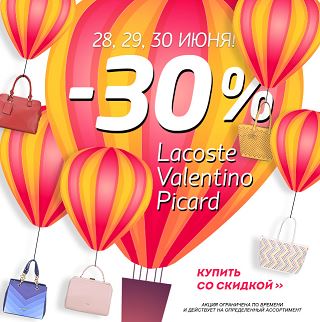 28, 29, 30 ИЮНЯ!
-30%
Lacoste
Valentino
Picard
КУПИТЬ
СО СКИДКОЙ »
АКЦИЯ ОГРАНИЧЕНА ПО ВРЕМЕНИ
И ДЕЙСТВУЕТ НА ОПРЕДЕЛЕННЫЙ АССОРТИМЕНТ